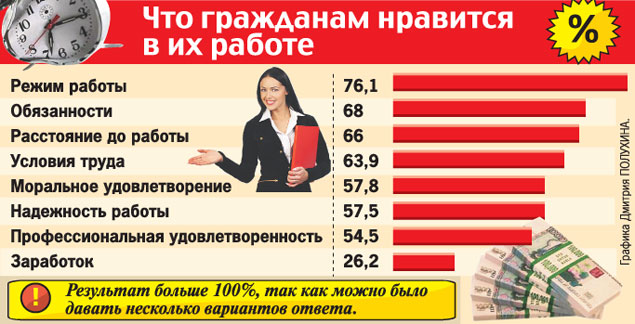 Что гражданам нравится
в их работе
%
Режим работы 76,1
Обязанности 68
Расстояние до работы 66
Условия труда 63,9
Моральное удовлетворение 57,8
Надежность работы 57,5
Профессиональная удовлетворенность 54,5
Заработок 26,2
Графика Дмитрия ПОЛУХИНА.
! Результат больше 100%, так как можно было
давать несколько вариантов ответа.